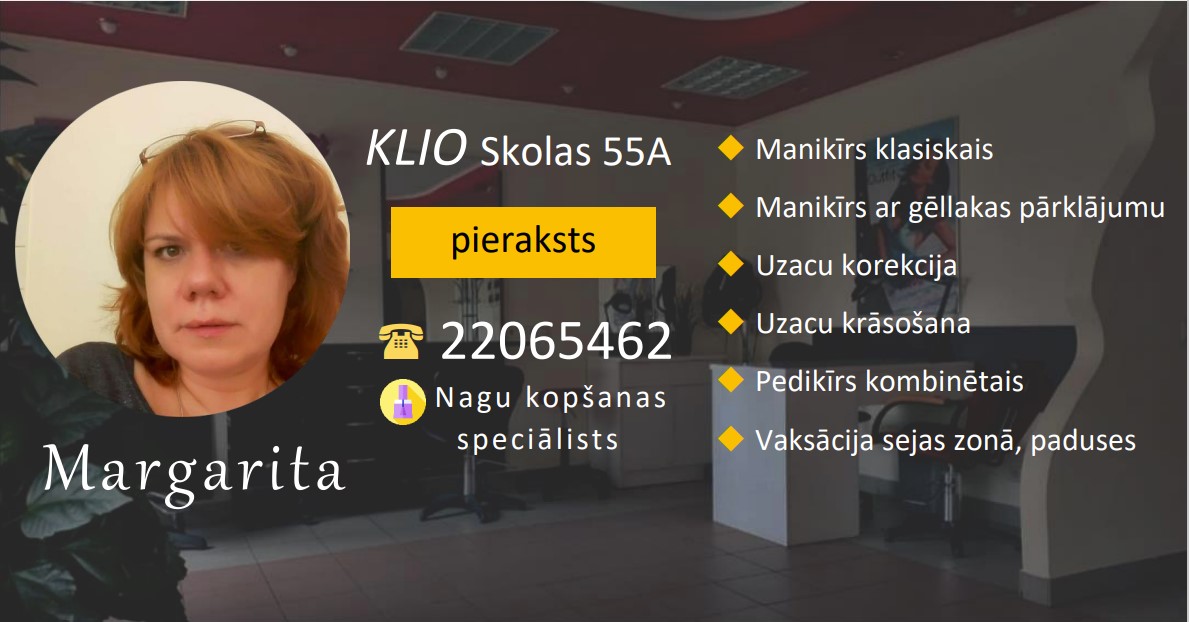 KLIO Skolas 55A
pieraksts
☎ 22065462
Nagu kopšanas
speciālists
Margarita
Manikīrs klasiskais
Manikīrs ar gēllakas pārklājumu
Uzacu korekcija
Uzacu krāsošana
Pedikīrs kombinētais
Vaksācija sejas zonā, paduses